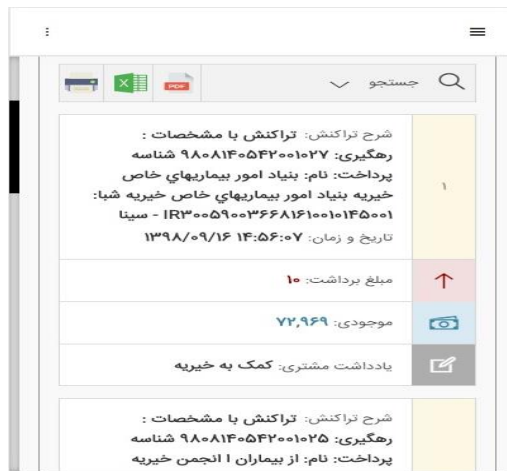 جستجو
PDF
۱
شرح تراکنش: تراکنش با مشخصات :
رهگیری: ۹۸۰۸۱۴۰۵۴۲۰۰۱۰۲۷ شناسه
پرداخت: نام: بنیاد امور بیماریهاي خاص
خیریه بنیاد امور بیماریهاي خاص خیریه شبا:
IR۳۰۰۵۹۰۰۳۶۶۸۱۶۱۰۰۱۰۱۴۵۰۰۱ - سینا
تاریخ و زمان: ۱۴:۵۶:۰۷ ۱۳۹۸/۰۹/۱۶
مبلغ برداشت: ۱۰
موجودی: ۷۲,۹۶۹
یادداشت مشتری: کمک به خیریه
شرح تراکنش: تراکنش با مشخصات :
رهگیری: ۹۸۰۸۱۴۰۵۴۲۰۰۱۰۲۵ شناسه
پرداخت: نام: از بیماران ا انجمن خیریه